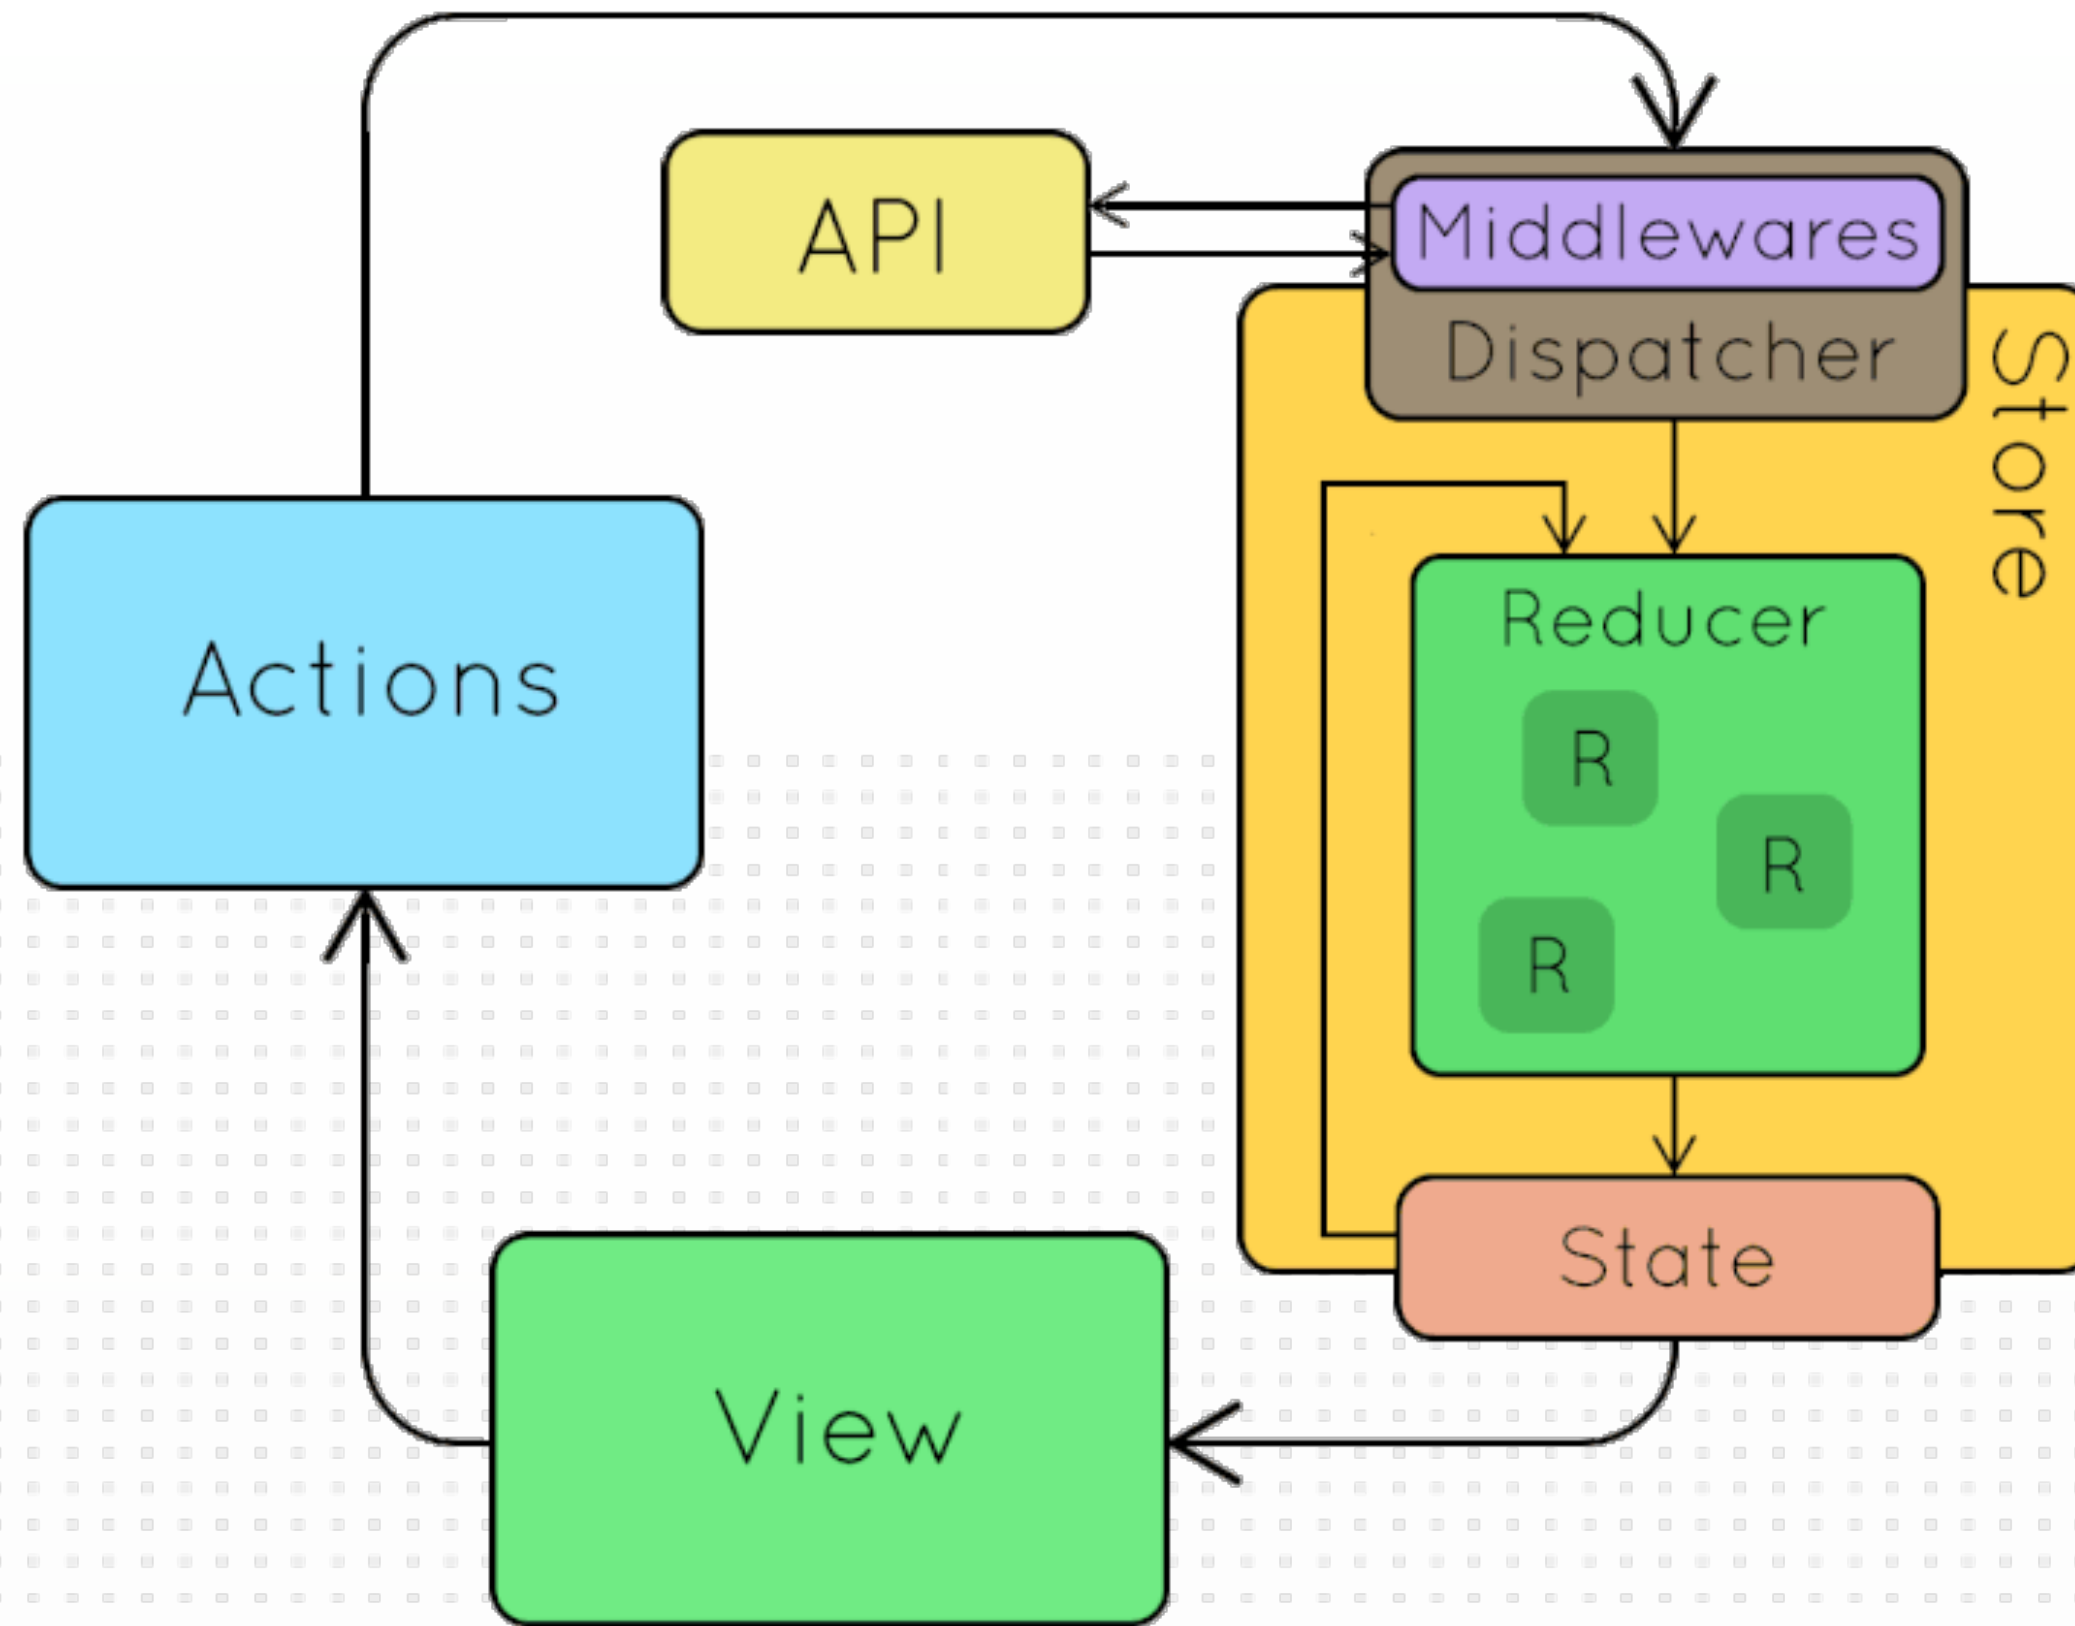 API
Middlewares
Dispatcher
Store
Actions
Reducer
R
R
R
State
View